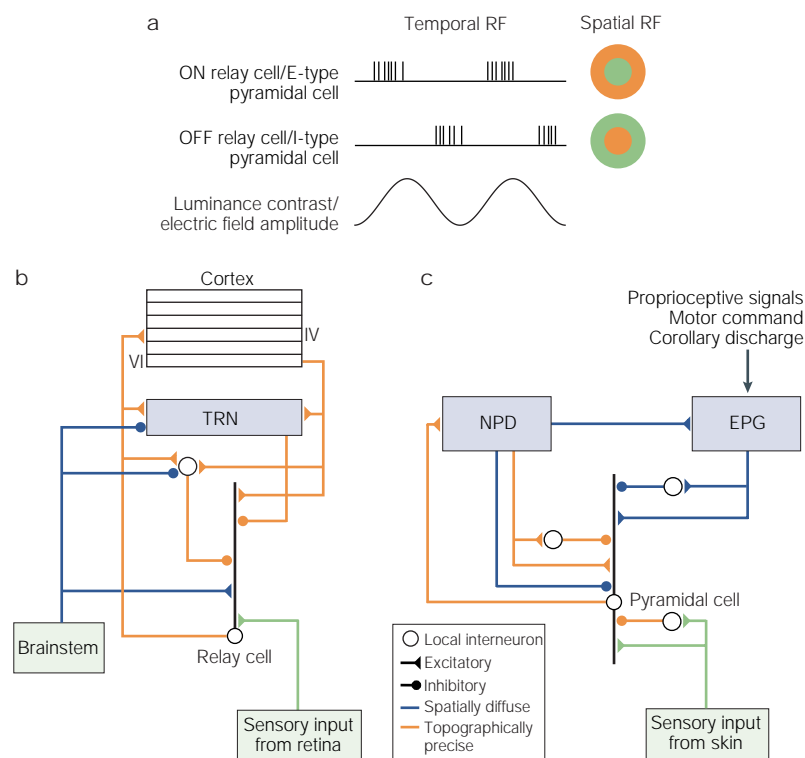 a
Temporal RF
Spatial RF
ON relay cell/E-type
pyramidal cell
OFF relay cell/I-type
pyramidal cell
Luminance contrast/
electric field amplitude
b
Cortex
IV
VI
TRN
Brainstem
Relay cell
Sensory input
from retina
c
Proprioceptive signals
Motor command
Corollary discharge
NPD
EPG
Pyramidal cell
Local interneuron
Excitatory
Inhibitory
Spatially diffuse
Topographically
precise
Sensory input
from skin